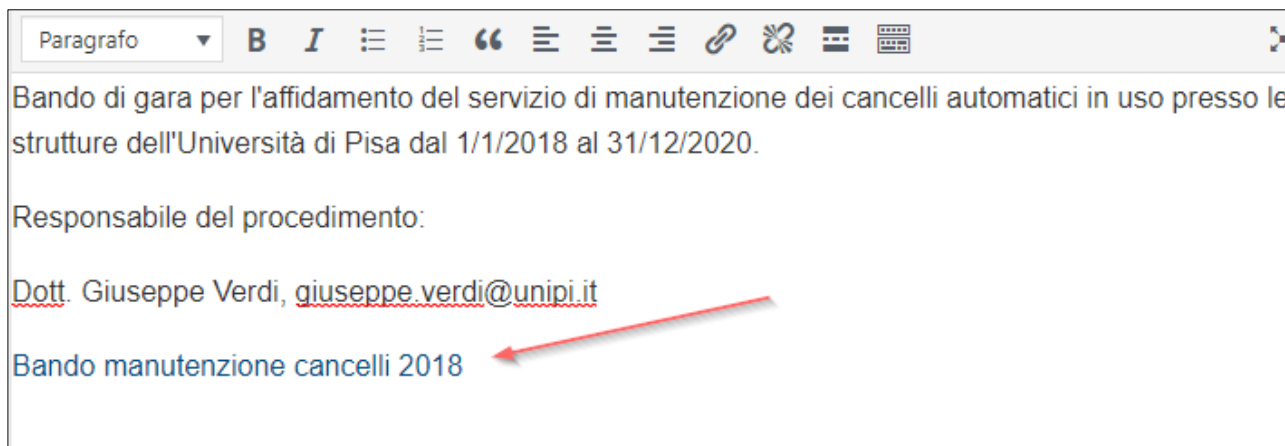 Paragrafo
Bando di gara per l'affidamento del servizio di manutenzione dei cancelli automatici in uso presso le
strutture dell'Università di Pisa dal 1/1/2018 al 31/12/2020.
Responsabile del procedimento:
Dott. Giuseppe Verdi, giuseppe.verdi@unipi.it
Bando manutenzione cancelli 2018